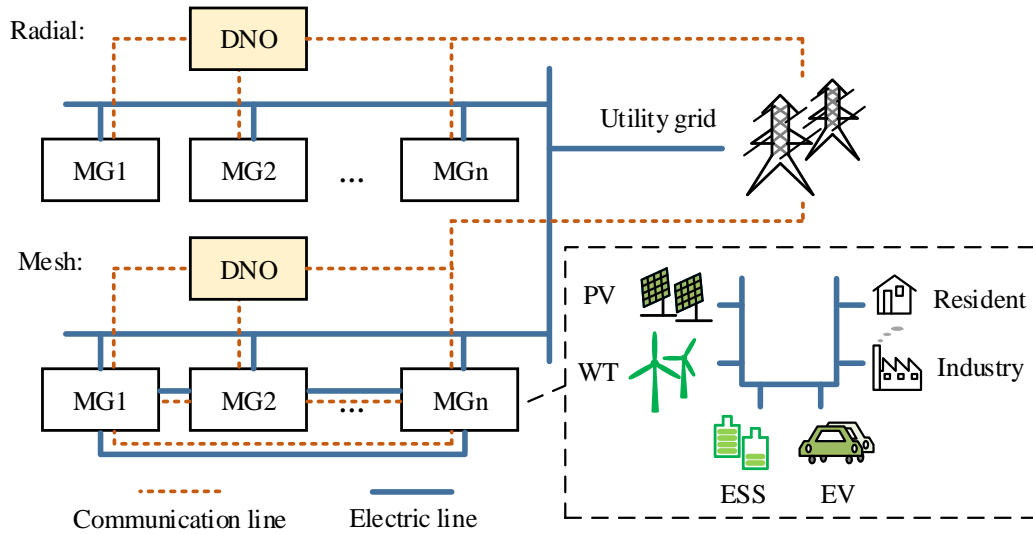 Radial:
DNO
Utility grid
MG1
MG2
...
MGn
Mesh:
DNO
MG1
MG2
...
MGn
PV
Resident
WT
Industry
ESS
EV
Communication line
Electric line